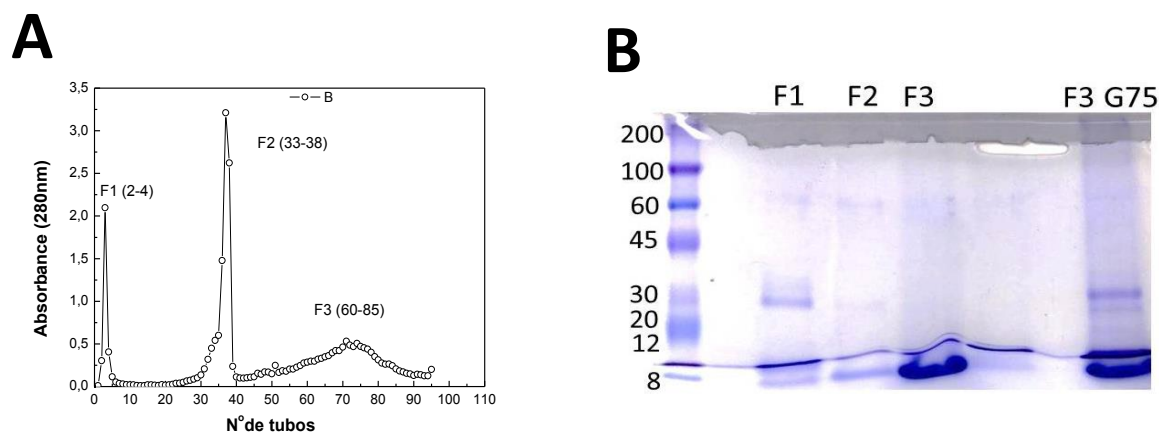 A
Absorbance (280nm)
3,5
3,0
2,5
2,0
1,5
1,0
0,5
0,0
B
F1 (2-4)
F2 (33-38)
F3 (60-85)
0 10 20 30 40 50 60 70 80 90 100 110
Nºde tubos
B
F1 F2 F3 F3 G75
200
100
60
45
30
20
12
8